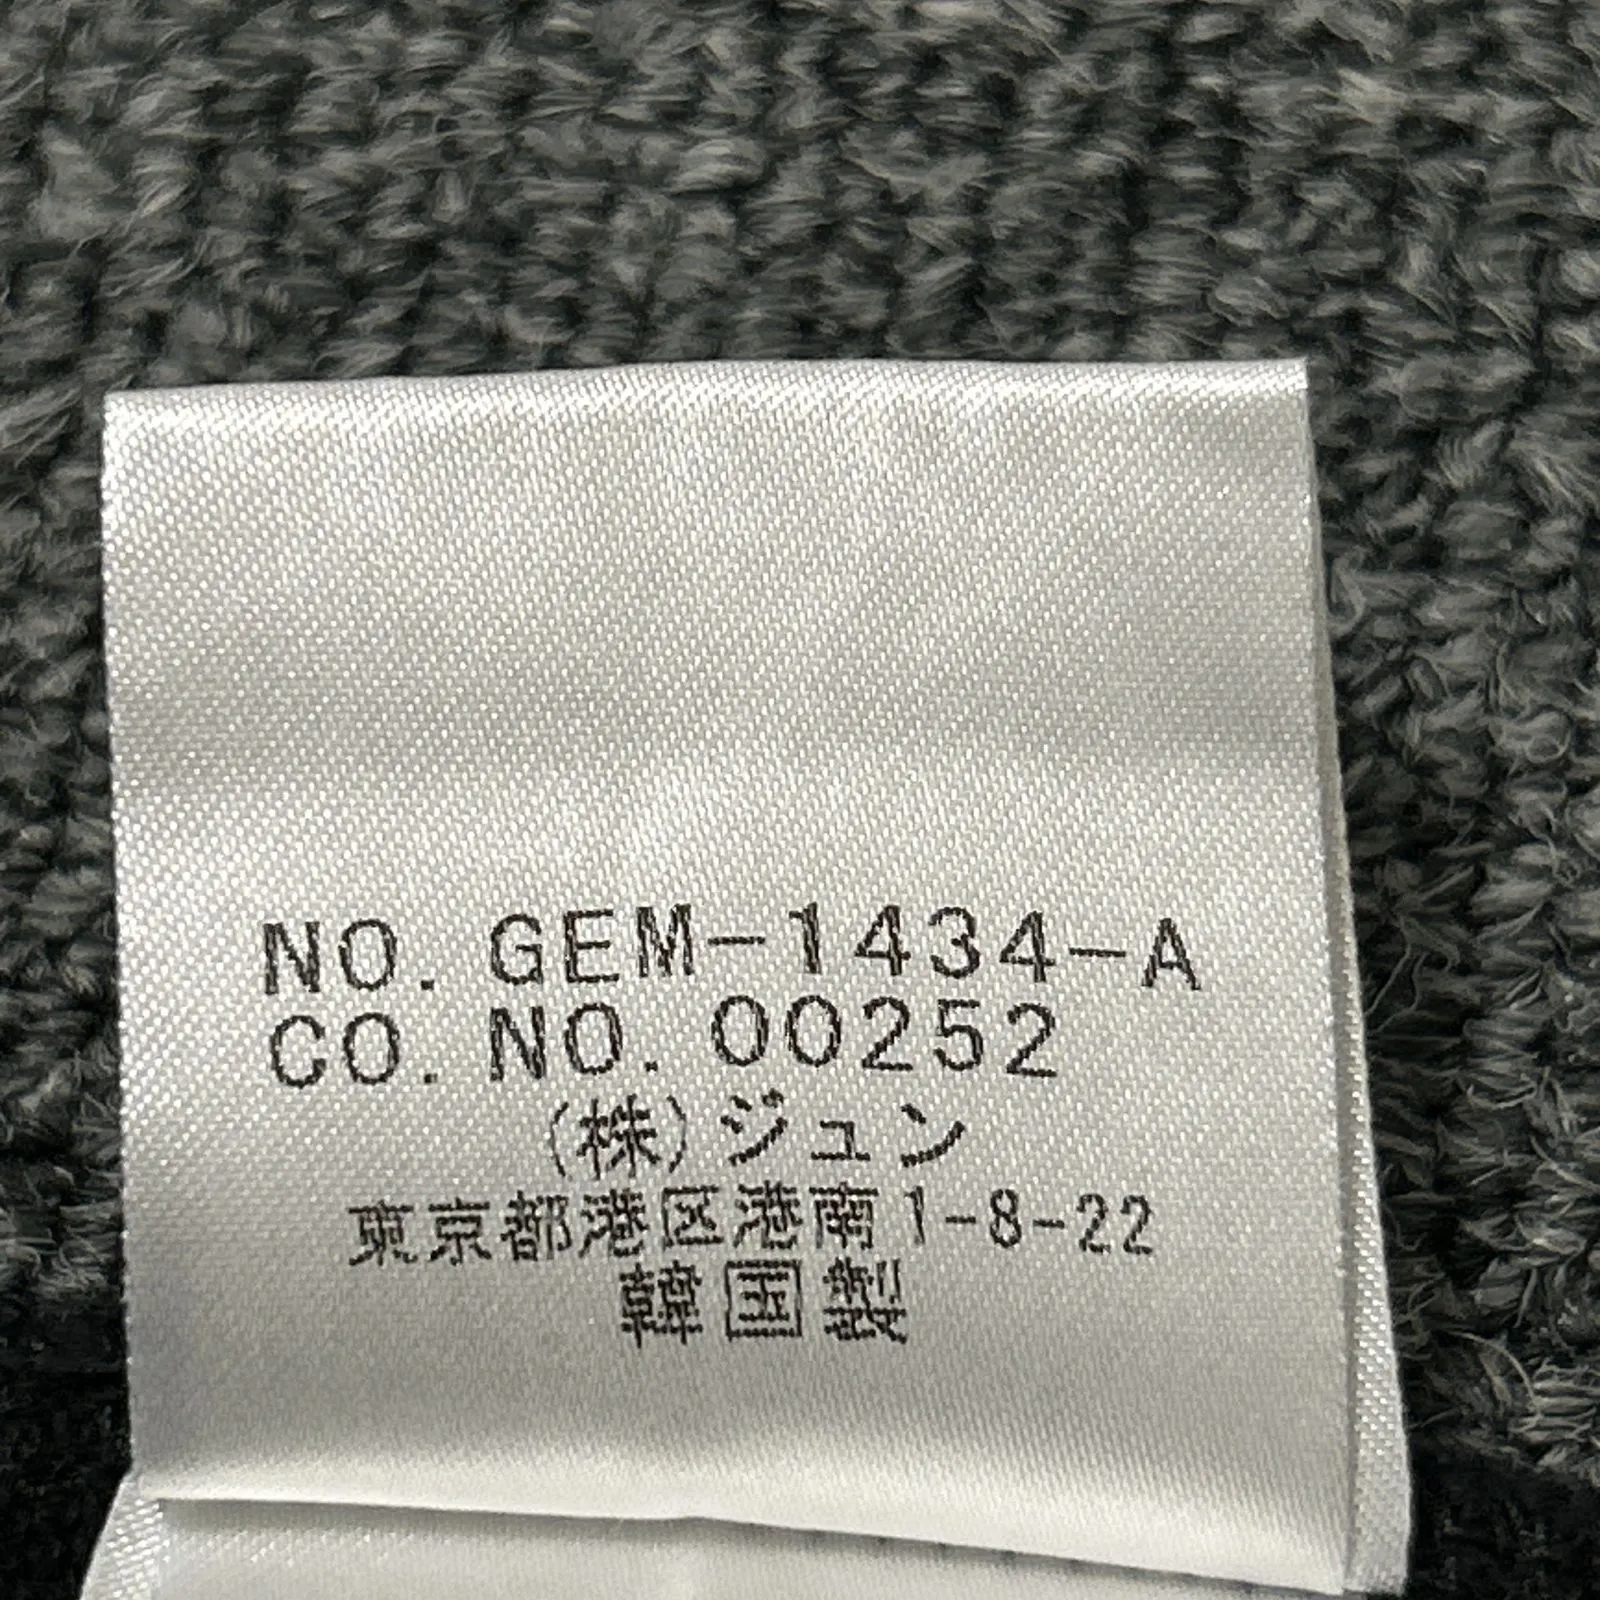 NO. GEM-1434-A
CO. NO. 00252
(株)ジュン
東京都港区港南1-8-22
韓国製